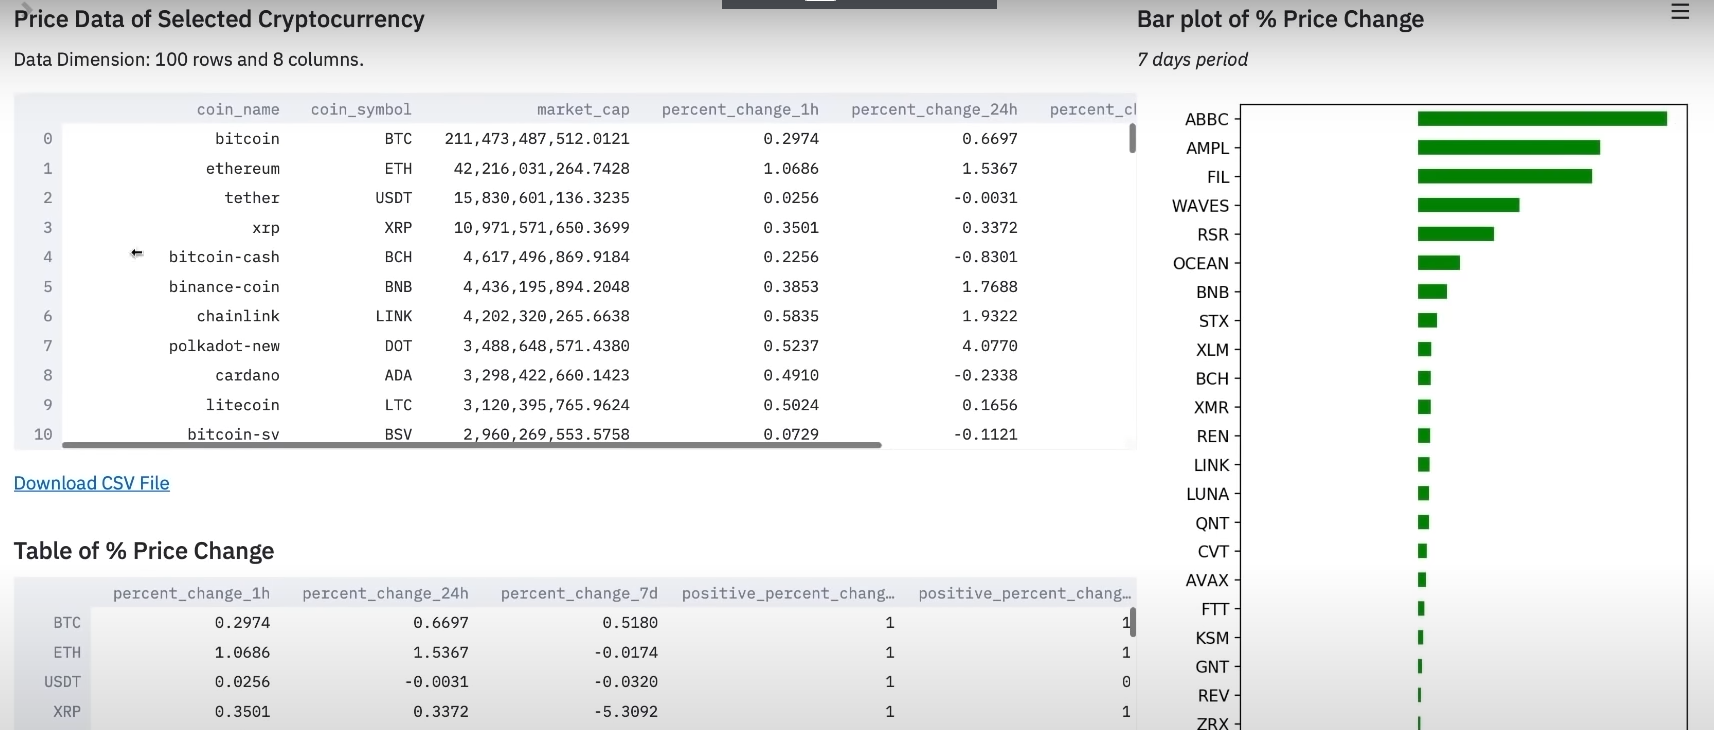 Price Data of Selected Cryptocurrency
Data Dimension: 100 rows and 8 columns.
coin_name coin_symbol market_cap percent_change_1h percent_change_24h percent_cl
0 bitcoin BTC 211,473,487,512.0121 0.2974 0.6697
1 ethereum ETH 42,216,031,264.7428 1.0686 1.5367
2 tether USDT 15,830,601,136.3235 0.0256 -0.0031
3 xrp XRP 10,971,571,650.3699 0.3501 0.3372
4 bitcoin-cash BCH 4,617,496,869.9184 0.2256 -0.8301
5 binance-coin BNB 4,436,195,894.2048 0.3853 1.7688
6 chainlink LINK 4,202,320,265.6638 0.5835 1.9322
7 polkadot-new DOT 3,488,648,571.4380 0.5237 4.0770
8 cardano ADA 3,298,422,660.1423 0.4910 -0.2338
9 litecoin LTC 3,120,395,765.9624 0.5024 0.1656
10 bitcoin-sv BSV 2,960,269,553.5758 0.0729 -0.1121
Download CSV File
Table of % Price Change
percent_change_1h percent_change_24h percent_change_7d positive_percent_chang… positive_percent_chang…
BTC 0.2974 0.6697 0.5180 1 1
ETH 1.0686 1.5367 -0.0174 1 1
USDT 0.0256 -0.0031 -0.0320 1 0
XRP 0.3501 0.3372 -5.3092 1 1
Bar plot of % Price Change
7 days period
ABBC
AMPL
FIL
WAVES
RSR
OCEAN
BNB
STX
XLM
BCH
XMR
REN
LINK
LUNA
QNT
CVT
AVAX
FTT
KSM
GNT
REV
ZRX